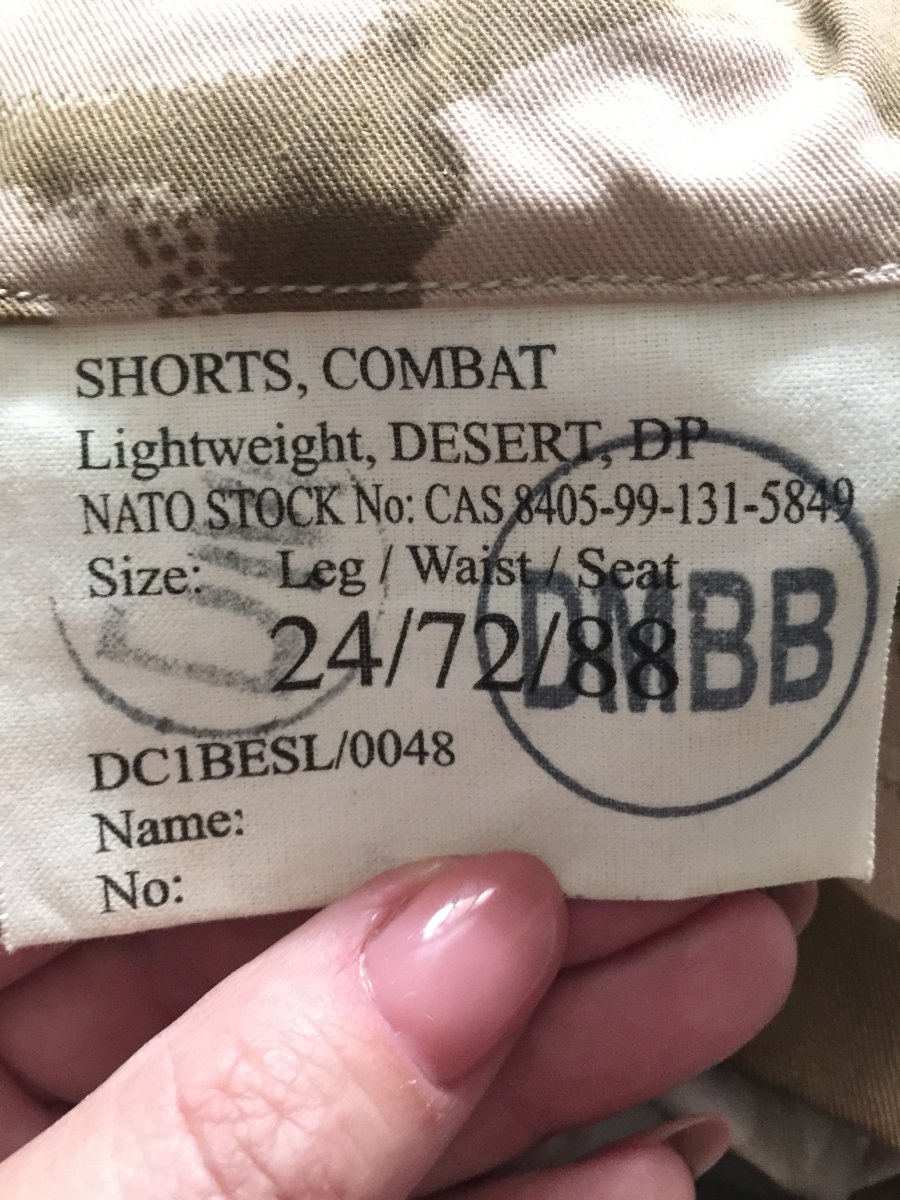 SHORTS, COMBAT
Lightweight, DESERT, DP
NATO STOCK No: CAS 8405-99-131-5849
Size: Leg / Waist / Seat
24/72/88
DMBB
DC1BESL/0048
Name:
No: